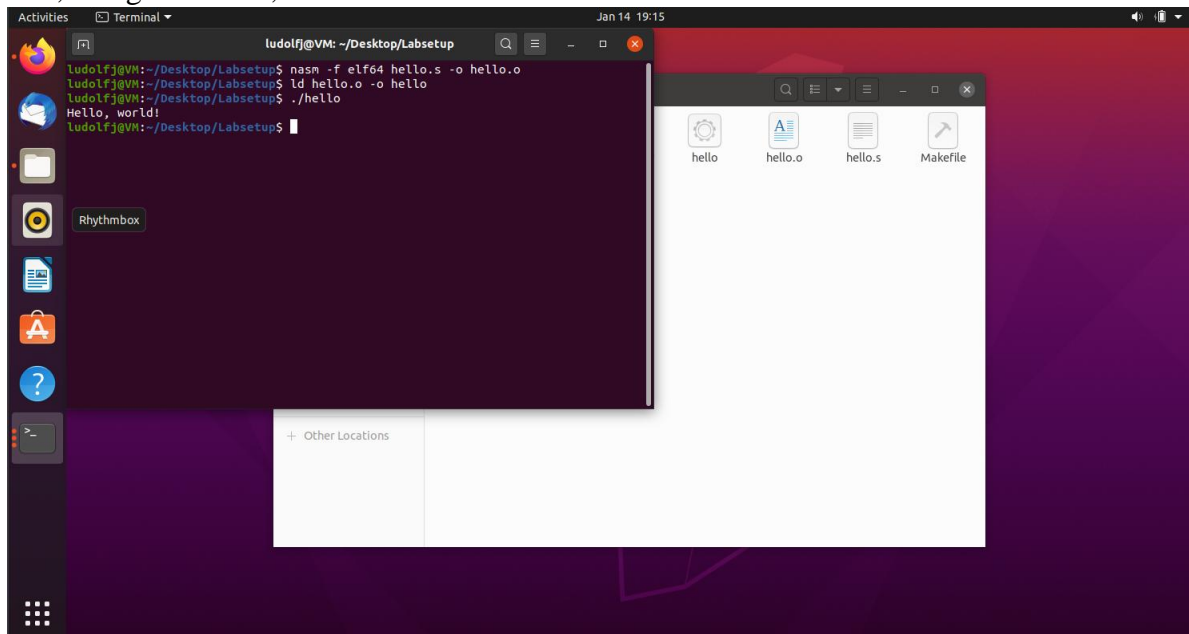 Activities
Terminal
Jan 14 19:15
ludolfj@VM: ~/Desktop/Labsetup
ludolfj@VM:~/Desktop/Labsetup$ nasm -f elf64 hello.s -o hello.o
ludolfj@VM:~/Desktop/Labsetup$ ld hello.o -o hello
ludolfj@VM:~/Desktop/Labsetup$ ./hello
Hello, world!
ludolfj@VM:~/Desktop/Labsetup$
hello
hello.o
hello.s
Makefile
Rhythmbox
+ Other Locations